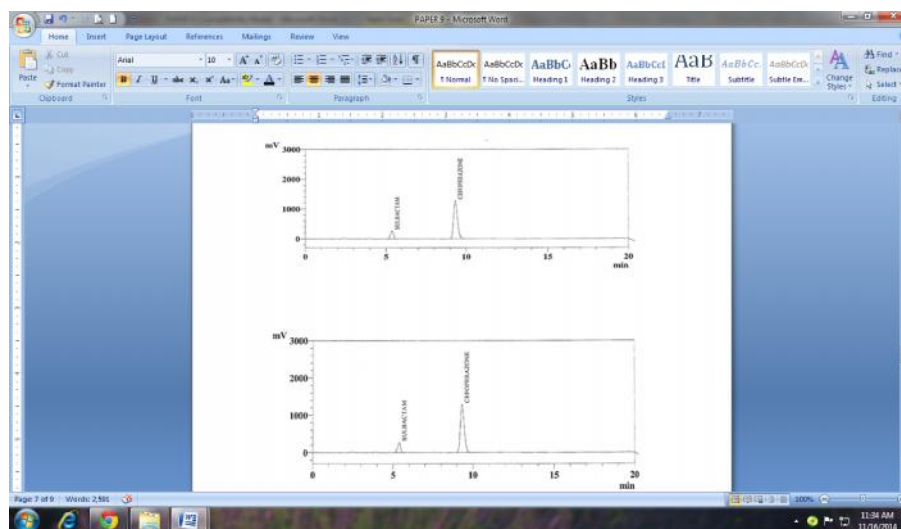 PAPER 9 - Microsoft Word
Home Insert Page Layout References Mailings Review View
Cut
Copy
Format Painter
Paste
Clipboard
Arial 10
Font
Paragraph
AaBbCcDc AaBbCcDc AaBbC AaBb AaBbCcI AaB AaBbCc. AaBbCcDc
¶ Normal ¶ No Spaci... Heading 1 Heading 2 Heading 3 Title Subtitle Subtle Em...
Change Styles
Styles
Find
Replace
Select
Editing
mV 3000
2000
1000
0
SULBACTAM
CEFOPERAZONE
0 5 10 15 20
min
mV 3000
2000
1000
0
SULBACTAM
CEFOPERAZONE
0 5 10 15 20
min
Page: 7 of 9 Words: 2,591
100%
11:34 AM
11/16/2014